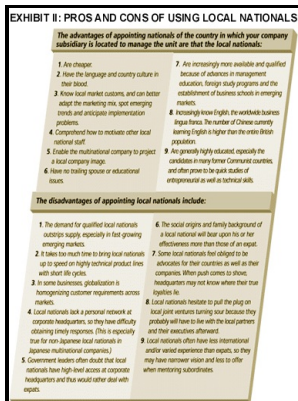 EXHIBIT II: PROS AND CONS OF USING LOCAL NATIONALS
The advantages of appointing nationals of the country in which your company
subsidiary is located to manage the unit are that the local nationals:
1. Are cheaper.
2. Have the language and country culture in
their blood.
3. Know local market customs, and can better
adapt the marketing mix, spot emerging
trends and anticipate implementation
problems.
4. Comprehend how to motivate other local
national staff.
5. Enable the multinational company to project
a local company image.
6. Have no trailing spouse or educational
issues.
7. Are increasingly more available and qualified
because of advances in management
education, foreign study programs and the
establishment of business schools in emerging
markets.
8. Increasingly know English, the worldwide business
lingua franca. The number of Chinese currently
learning English is higher than the entire British
population.
9. Are generally highly educated, especially the
candidates in many former Communist countries,
and often prove to be quick studies of
entrepreneurial as well as technical skills.
The disadvantages of appointing local nationals include:
1. The demand for qualified local nationals
outstrips supply, especially in fast-growing
emerging markets.
2. It takes too much time to bring local nationals
up to speed on highly technical product lines
with short life cycles.
3. In some businesses, globalization is
homogenizing customer requirements across
markets.
4. Local nationals lack a personal network at
corporate headquarters, so they have difficulty
obtaining timely responses. (This is especially
true for non-Japanese local nationals in
Japanese multinational companies.)
5. Government leaders often doubt that local
nationals have high-level access at corporate
headquarters and thus would rather deal with
expats.
6. The social origins and family background of
a local national will bear upon his or her
effectiveness more than those of an expat.
7. Some local nationals feel obliged to be
advocates for their countries as well as their
companies. When push comes to shove,
headquarters may not know where their true
loyalties lie.
8. Local nationals hesitate to pull the plug on
local joint ventures turning sour because they
probably will have to live with the local partners
and their executives afterward.
9. Local nationals often have less international
and/or varied experience than expats, so they
may have narrower vision and less to offer
when mentoring subordinates.